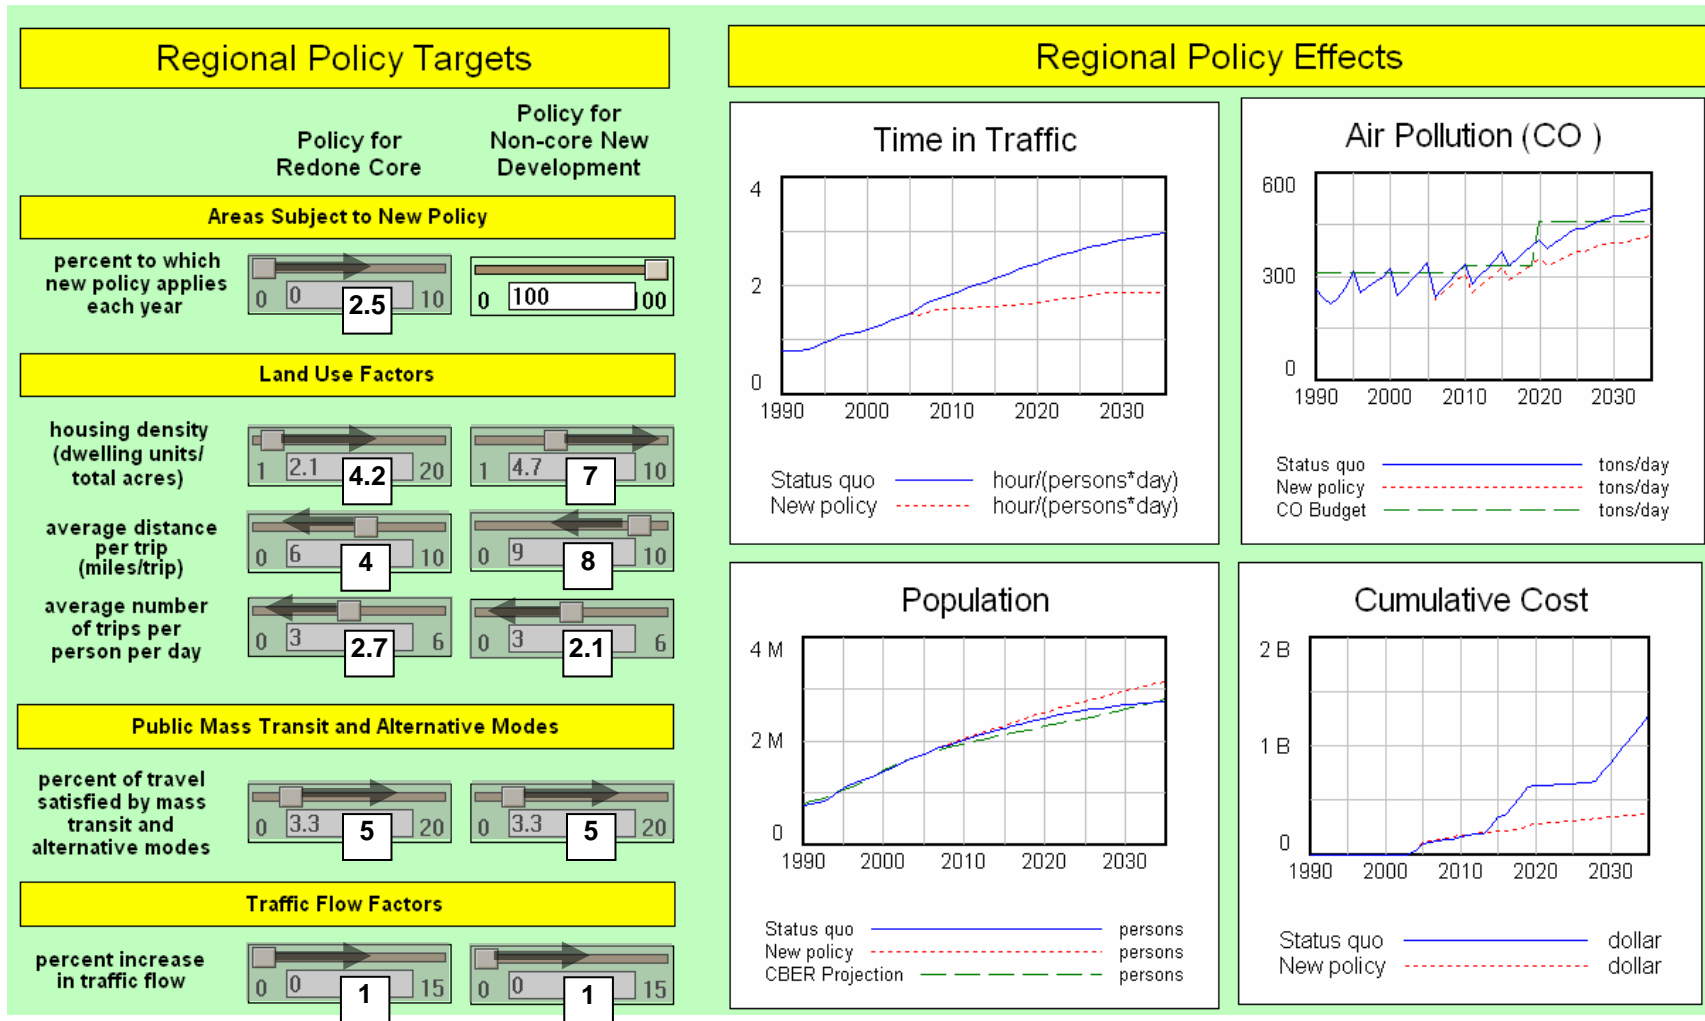 Regional Policy Targets
Policy for
Redone Core
Policy for
Non-core New
Development
Areas Subject to New Policy
percent to which
new policy applies
each year
0 0 2.5 10
0 100 100
Land Use Factors
housing density
(dwelling units/
total acres)
1 2.1 4.2 20
1 4.7 7 10
average distance
per trip
(miles/trip)
0 6 4 10
0 9 8 10
average number
of trips per
person per day
0 3 2.7 6
0 3 2.1 6
Public Mass Transit and Alternative Modes
percent of travel
satisfied by mass
transit and
alternative modes
0 3.3 5 20
0 3.3 5 20
Traffic Flow Factors
percent increase
in traffic flow
0 0 1 15
0 0 1 15
Regional Policy Effects
Time in Traffic
4
2
0
1990 2000 2010 2020 2030
Status quo hour/(persons*day)
New policy hour/(persons*day)
Air Pollution (CO )
600
300
0
1990 2000 2010 2020 2030
Status quo tons/day
New policy tons/day
CO Budget tons/day
Population
4 M
2 M
0
1990 2000 2010 2020 2030
Status quo persons
New policy persons
CBER Projection persons
Cumulative Cost
2 B
1 B
0
1990 2000 2010 2020 2030
Status quo dollar
New policy dollar